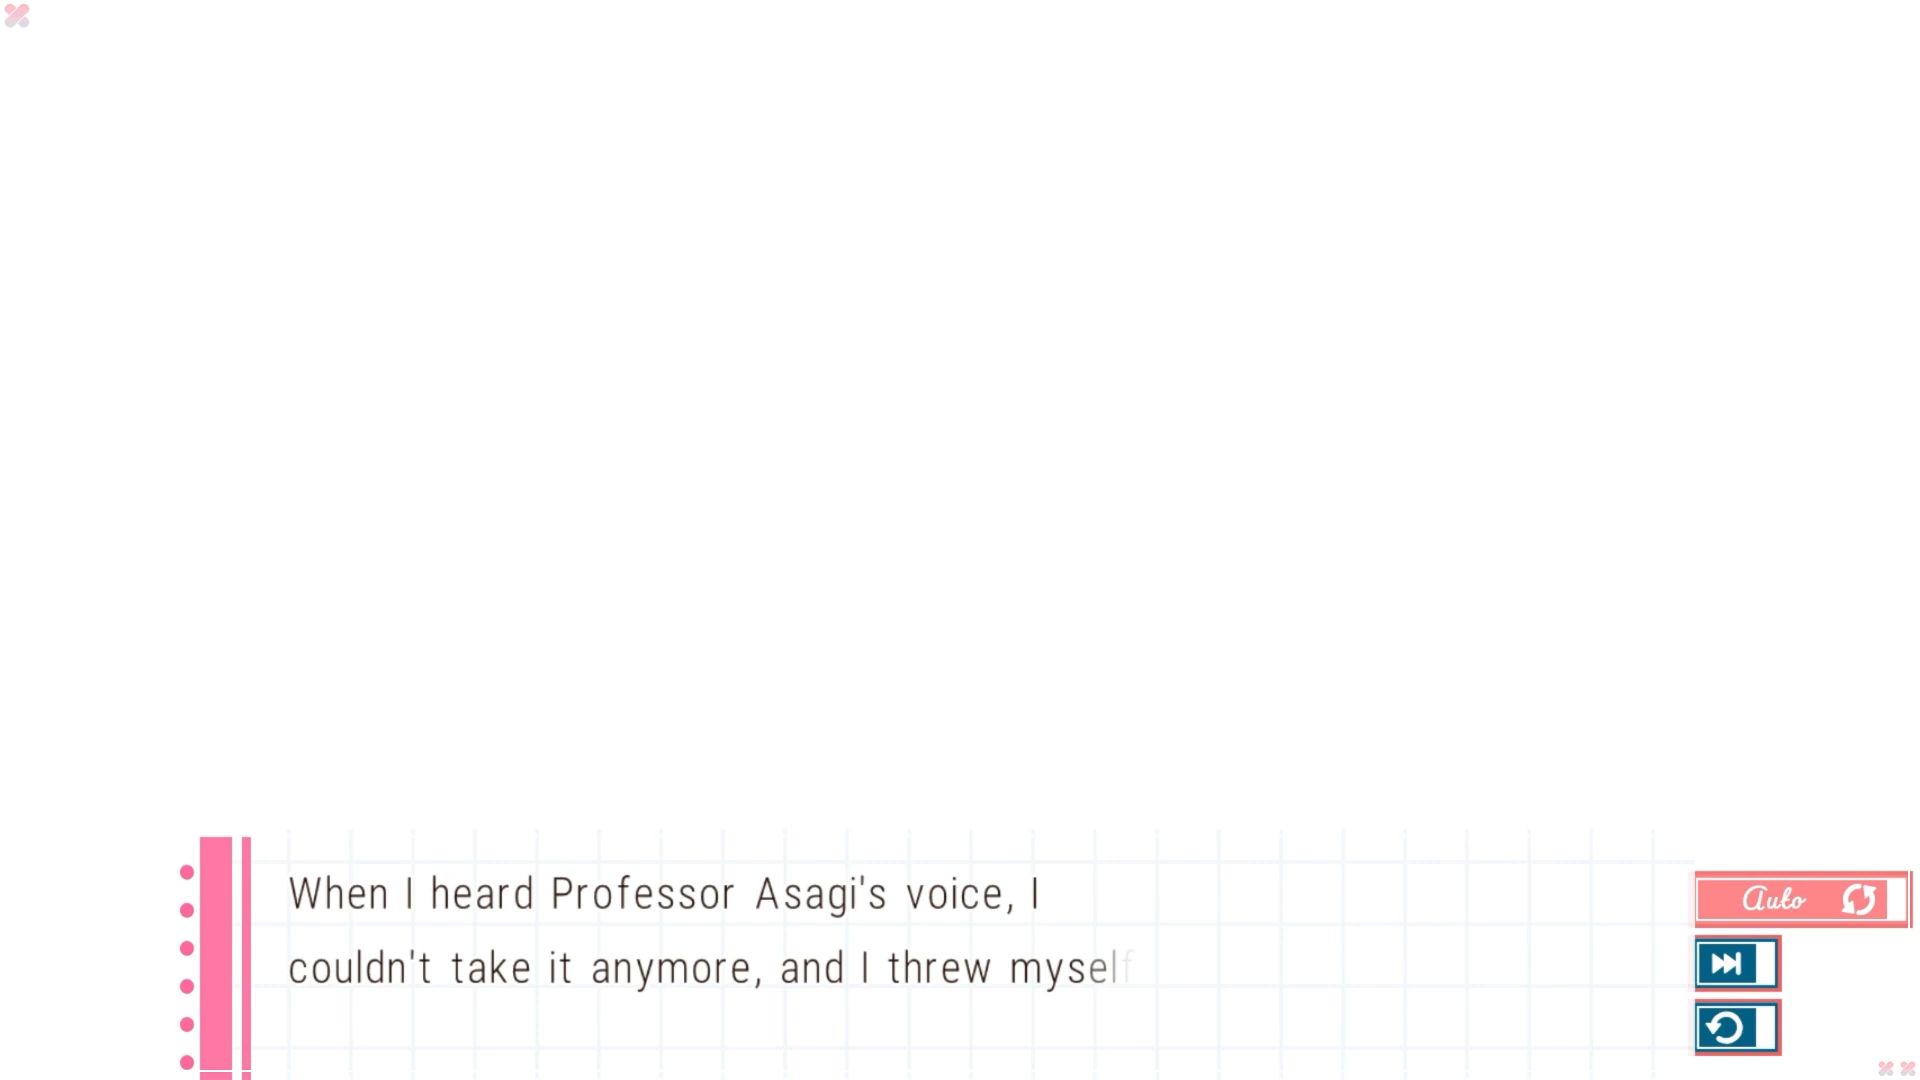 When I heard Professor Asagi's voice, I
couldn't take it anymore, and I threw myself
Auto